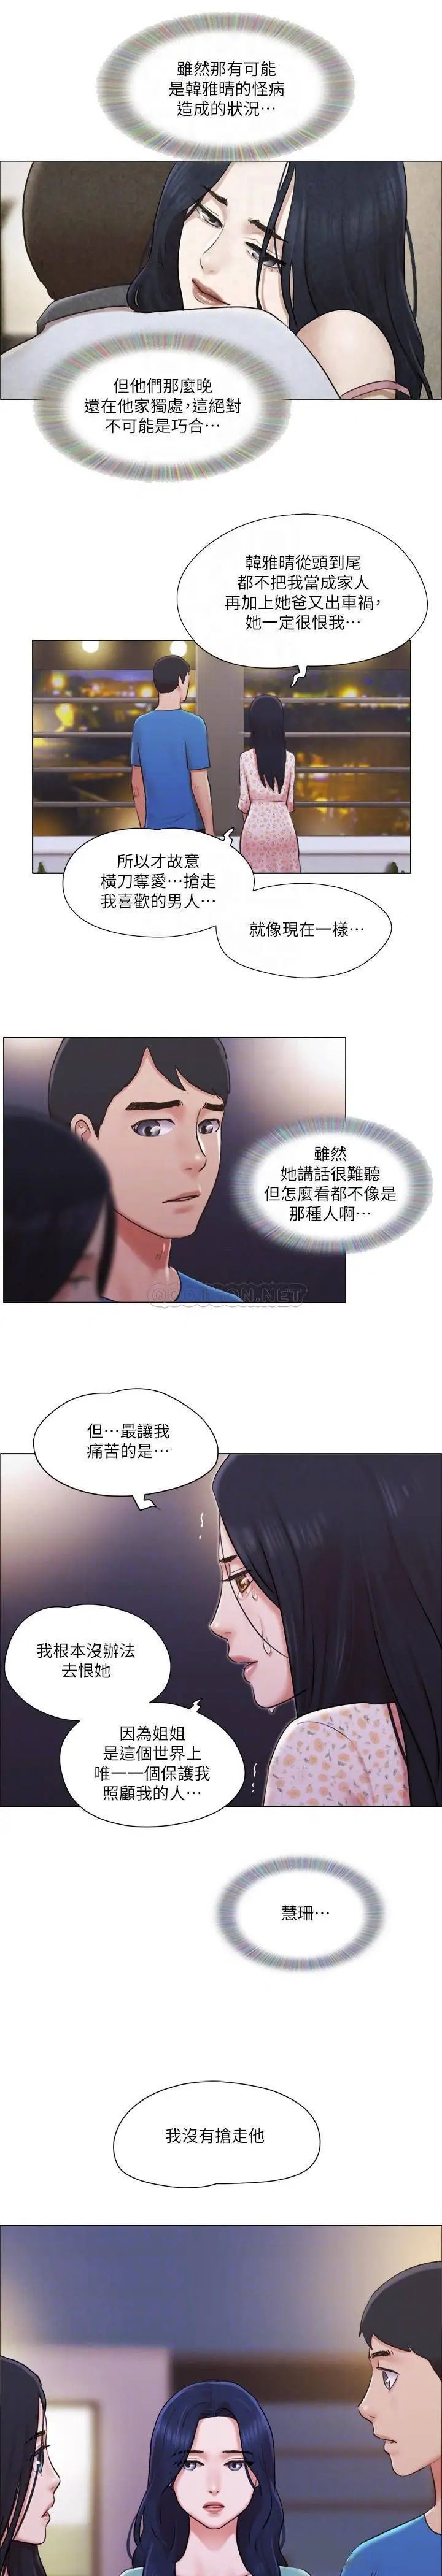 雖然那有可能
是韓雅晴的怪病
造成的狀況…
但他們那麼晚
還在他家獨處，這絕對
不可能是巧合…
韓雅晴從頭到尾
都不把我當成家人
再加上她爸又出車禍，
她一定很恨我…
所以才故意
橫刀奪愛…搶走
我喜歡的男人…
就像現在一樣…
雖然
她講話很難聽
但怎麼看都不像是
那種人啊…
但…最讓我
痛苦的是…
我根本沒辦法
去恨她
因為姐姐
是這個世界上
唯一一個保護我
照顧我的人…
慧珊…
我沒有搶走他